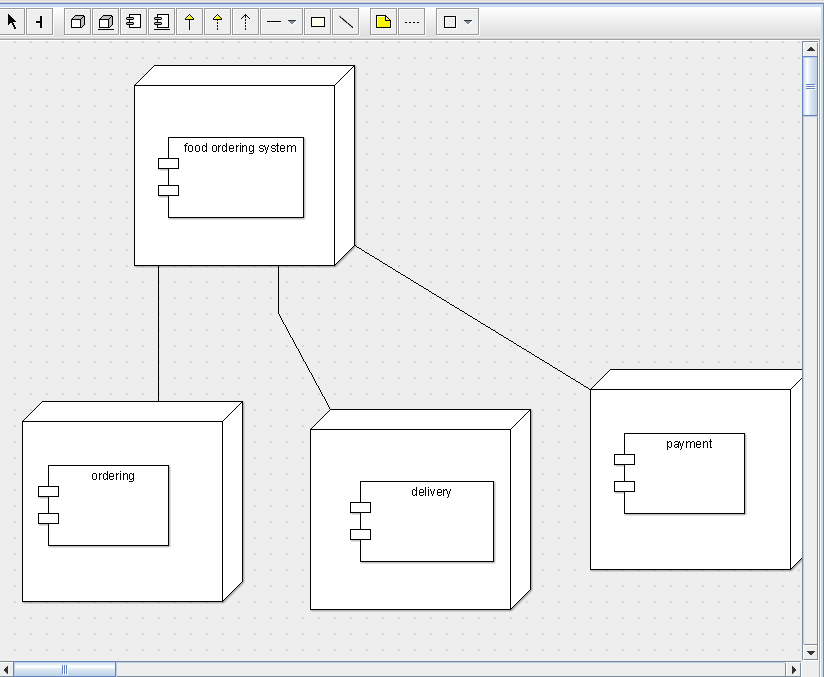 food ordering system
ordering
delivery
payment